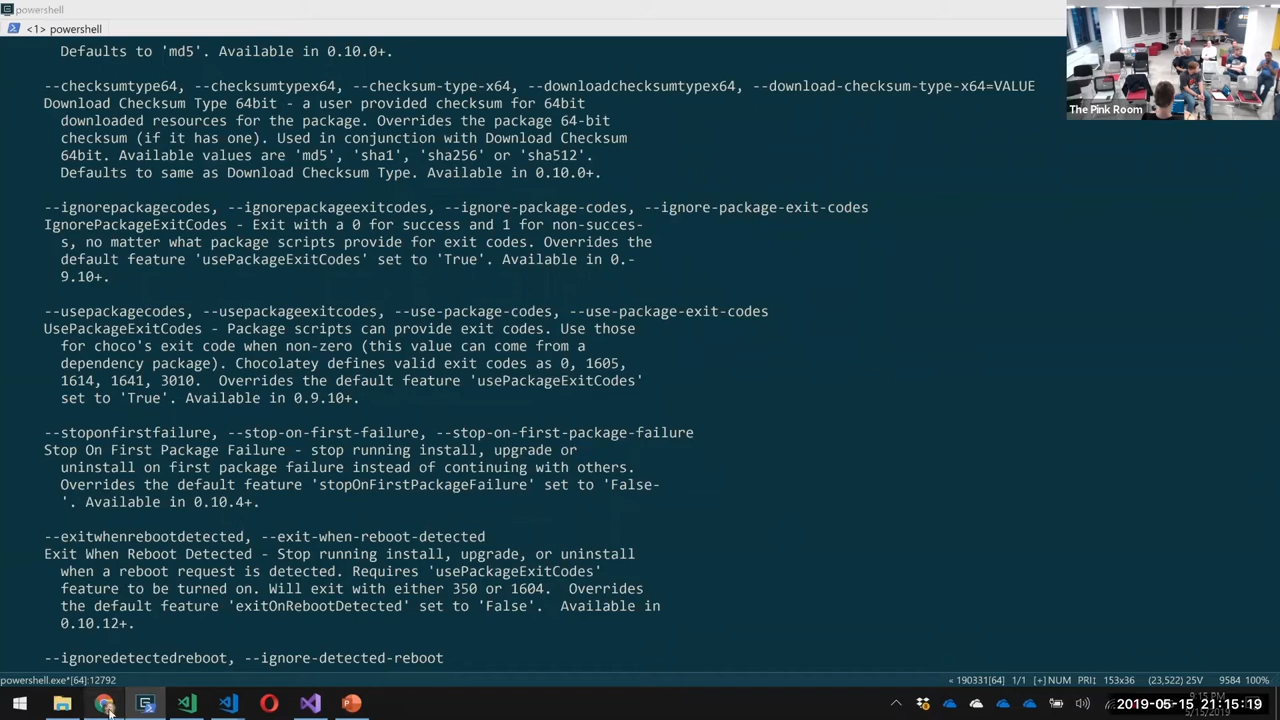 powershell
<1> powershell
Defaults to 'md5'. Available in 0.10.0+.
--checksumtype64, --checksumtypex64, --checksum-type-x64, --downloadchecksumtypex64, --download-checksum-type-x64=VALUE
Download Checksum Type 64bit - a user provided checksum for 64bit
downloaded resources for the package. Overrides the package 64-bit
checksum (if it has one). Used in conjunction with Download Checksum
64bit. Available values are 'md5', 'sha1', 'sha256' or 'sha512'.
Defaults to same as Download Checksum Type. Available in 0.10.0+.
--ignorepackagecodes, --ignorepackageexitcodes, --ignore-package-codes, --ignore-package-exit-codes
IgnorePackageExitCodes - Exit with a 0 for success and 1 for non-succes-
s, no matter what package scripts provide for exit codes. Overrides the
default feature 'usePackageExitCodes' set to 'True'. Available in 0.-
9.10+.
--usepackagecodes, --usepackageexitcodes, --use-package-codes, --use-package-exit-codes
UsePackageExitCodes - Package scripts can provide exit codes. Use those
for choco's exit code when non-zero (this value can come from a
dependency package). Chocolatey defines valid exit codes as 0, 1605,
1614, 1641, 3010.  Overrides the default feature 'usePackageExitCodes'
set to 'True'. Available in 0.9.10+.
--stoponfirstfailure, --stop-on-first-failure, --stop-on-first-package-failure
Stop On First Package Failure - stop running install, upgrade or
uninstall on first package failure instead of continuing with others.
Overrides the default feature 'stopOnFirstPackageFailure' set to 'False-
'. Available in 0.10.4+.
--exitwhenrebootdetected, --exit-when-reboot-detected
Exit When Reboot Detected - Stop running install, upgrade, or uninstall
when a reboot request is detected. Requires 'usePackageExitCodes'
feature to be turned on. Will exit with either 350 or 1604.  Overrides
the default feature 'exitOnRebootDetected' set to 'False'.  Available in
0.10.12+.
--ignoredetectedreboot, --ignore-detected-reboot
powershell.exe*[64]:12792
« 190331[64] 1/1 [+] NUM PRI↕ 153x36 (23,522) 25V 9584 100%
The Pink Room
9:15 PM
2019-05-15 21:15:19
5/15/2019